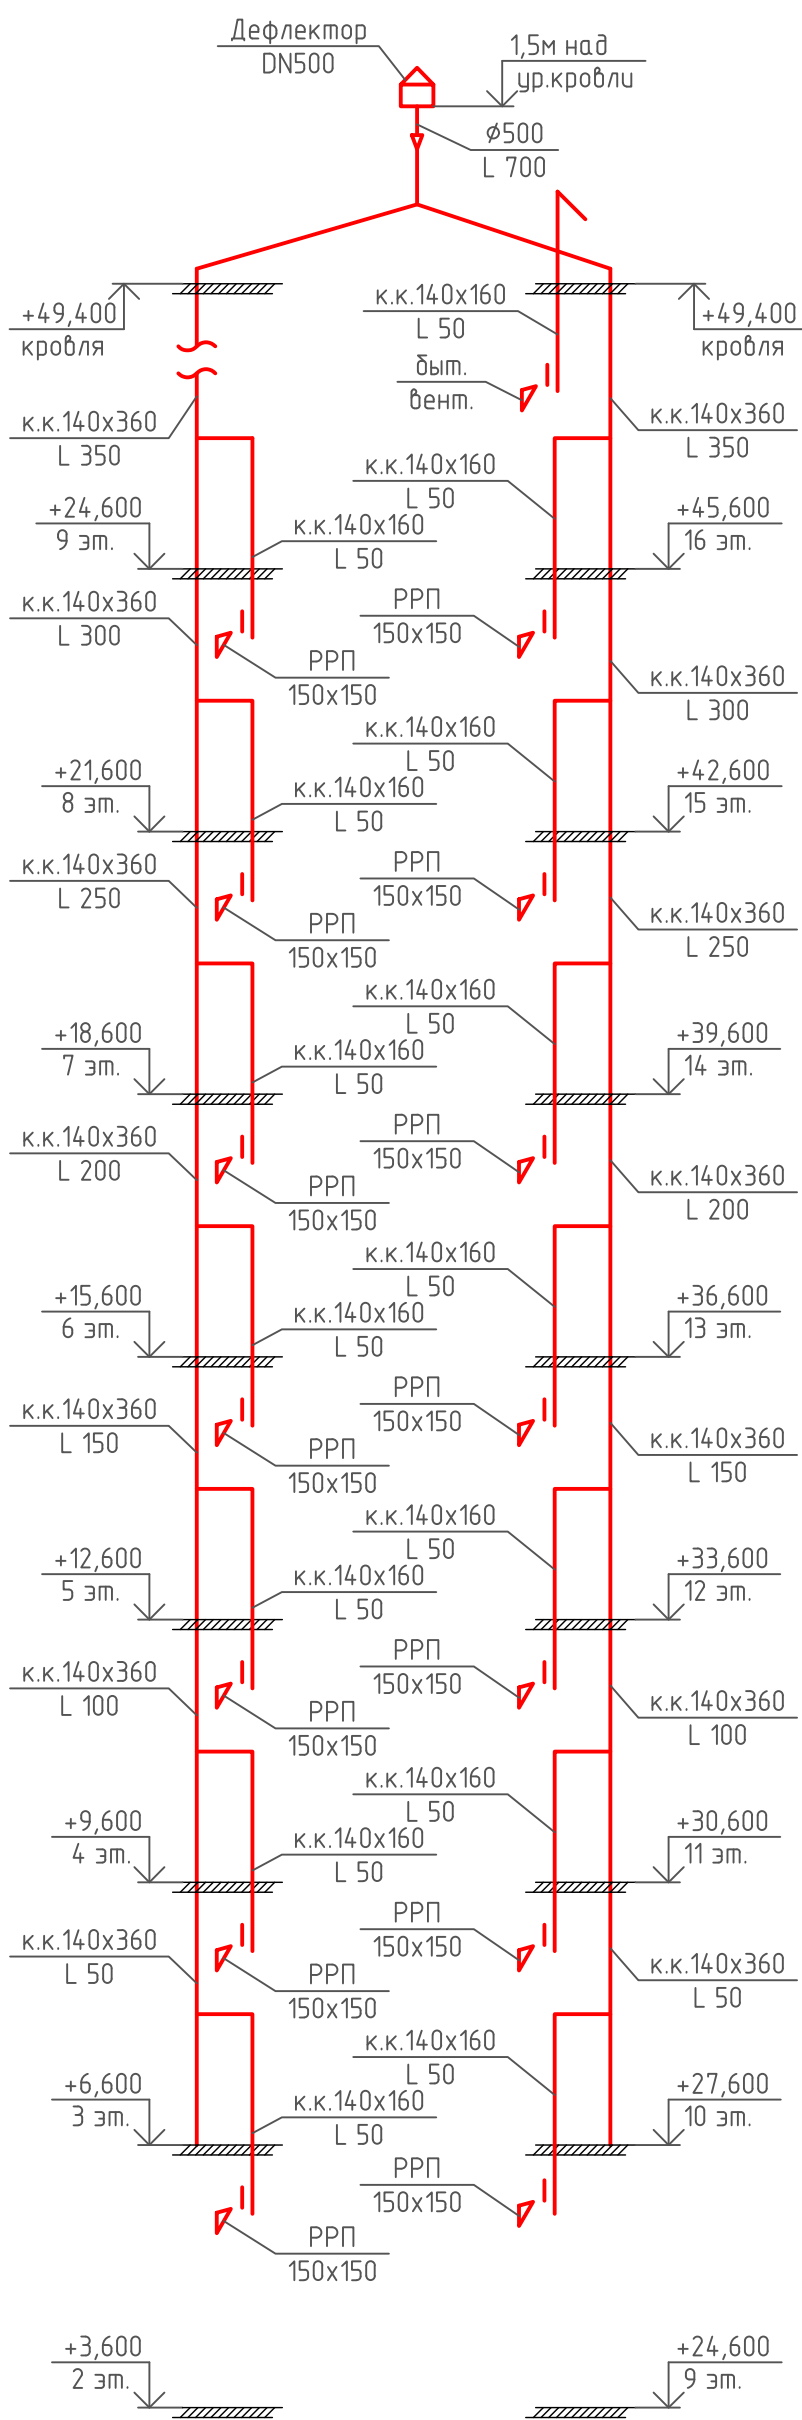 Дефлектор
DN500
1,5м над
ур.кровли
ø500
L 700
к.к.140х160
L 50
+49,400
кровля
+49,400
кровля
быт.
вент.
к.к.140х360
L 350
к.к.140х360
L 350
к.к.140х160
L 50
+24,600
9 эт.
к.к.140х160
L 50
+45,600
16 эт.
к.к.140х360
L 300
РРП
150х150
РРП
150х150
к.к.140х360
L 300
к.к.140х160
L 50
+21,600
8 эт.
к.к.140х160
L 50
+42,600
15 эт.
к.к.140х360
L 250
РРП
150х150
РРП
150х150
к.к.140х360
L 250
к.к.140х160
L 50
+18,600
7 эт.
к.к.140х160
L 50
+39,600
14 эт.
к.к.140х360
L 200
РРП
150х150
РРП
150х150
к.к.140х360
L 200
к.к.140х160
L 50
+15,600
6 эт.
к.к.140х160
L 50
+36,600
13 эт.
к.к.140х360
L 150
РРП
150х150
РРП
150х150
к.к.140х360
L 150
к.к.140х160
L 50
+12,600
5 эт.
к.к.140х160
L 50
+33,600
12 эт.
к.к.140х360
L 100
РРП
150х150
РРП
150х150
к.к.140х360
L 100
к.к.140х160
L 50
+9,600
4 эт.
к.к.140х160
L 50
+30,600
11 эт.
к.к.140х360
L 50
РРП
150х150
РРП
150х150
к.к.140х360
L 50
к.к.140х160
L 50
+6,600
3 эт.
к.к.140х160
L 50
+27,600
10 эт.
РРП
150х150
РРП
150х150
+3,600
2 эт.
+24,600
9 эт.